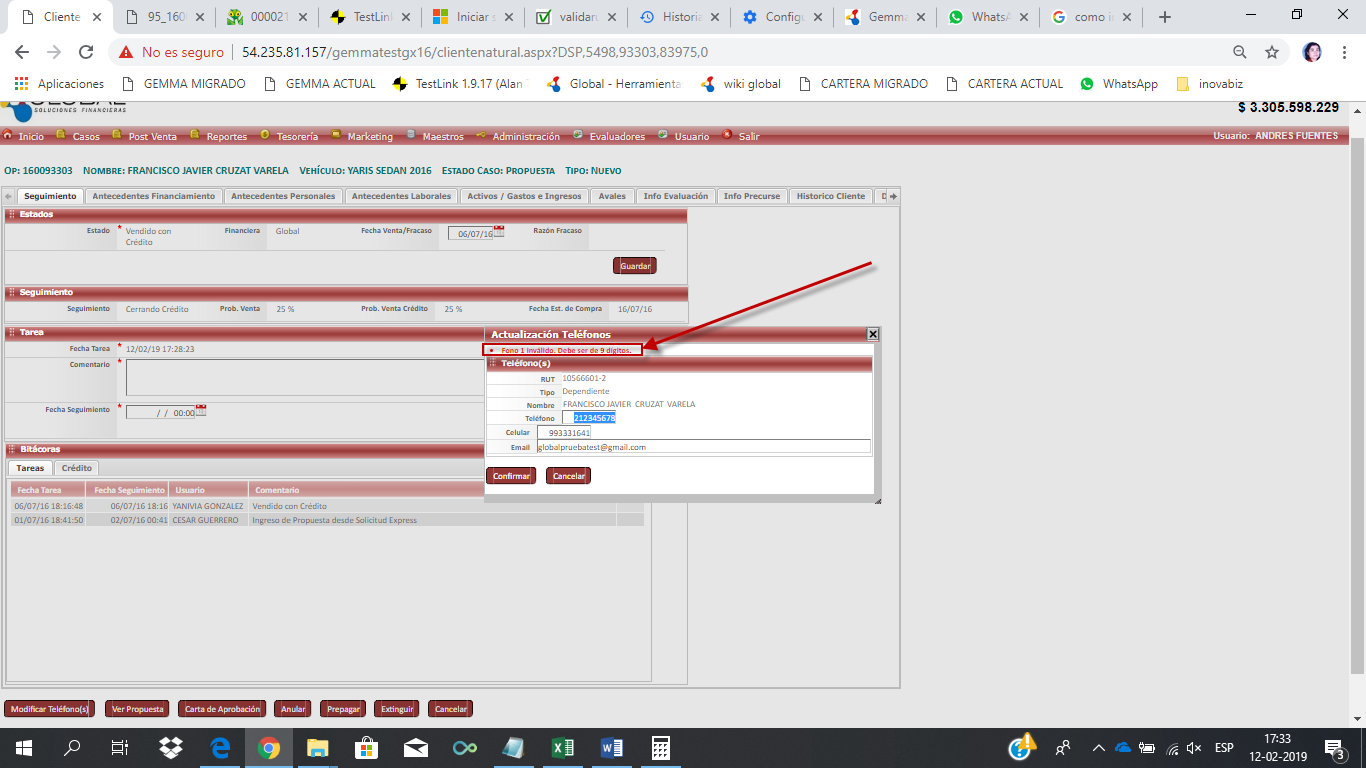 Cliente
95_160
000021
TestLink
Iniciar s
validar
Historia
Config
Gemma
WhatsA
como in
No es seguro
54.235.81.157/gemmatestgx16/clientenatural.aspx?DSP,5498,93303,83975,0
Aplicaciones GEMMA MIGRADO GEMMA ACTUAL TestLink 1.9.17 (Alan Global - Herramienta wiki global CARTERA MIGRADO CARTERA ACTUAL WhatsApp inovabiz
GLOBAL
SOLUCIONES FINANCIERAS
$ 3.305.598.229
Inicio Casos Post Venta Reportes Tesorería Marketing Maestros Administración Evaluadores Usuario Salir
Usuario: ANDRES FUENTES
OP: 160093303 NOMBRE: FRANCISCO JAVIER CRUZAT VARELA VEHÍCULO: YARIS SEDAN 2016 ESTADO CASO: PROPUESTA TIPO: NUEVO
Seguimiento Antecedentes Financiamiento Antecedentes Personales Antecedentes Laborales Activos / Gastos e Ingresos Avales Info Evaluación Info Precurse Historico Cliente D
Estados
Estado * Vendido con Crédito Financiera Global Fecha Venta/Fracaso 06/07/16 Razón Fracaso
Guardar
Seguimiento
Seguimiento Cerrando Crédito Prob. Venta 25 % Prob. Venta Crédito 25 % Fecha Est. de Compra 16/07/16
Tarea
Fecha Tarea * 12/02/19 17:28:23
Comentario *
Fecha Seguimiento * / / 00:00
Actualización Teléfonos
Fono 1 inválido. Debe ser de 9 dígitos.
Teléfono(s)
RUT 10566601-2
Tipo Dependiente
Nombre FRANCISCO JAVIER CRUZAT VARELA
Teléfono 212345678
Celular 993331641
Email globalpruebatest@gmail.com
Confirmar Cancelar
Bitácoras
Tareas Crédito
Fecha Tarea Fecha Seguimiento Usuario Comentario
06/07/16 18:16:48 06/07/16 18:16 YANIVIA GONZALEZ Vendido con Crédito
01/07/16 18:41:50 02/07/16 00:41 CESAR GUERRERO Ingreso de Propuesta desde Solicitud Express
Modificar Teléfono(s) Ver Propuesta Carta de Aprobación Anular Prepagar Extinguir Cancelar
ESP
17:33
12-02-2019
3